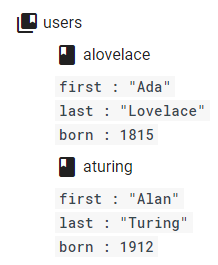 users
alovelace
first : "Ada"
last : "Lovelace"
born : 1815
aturing
first : "Alan"
last : "Turing"
born : 1912